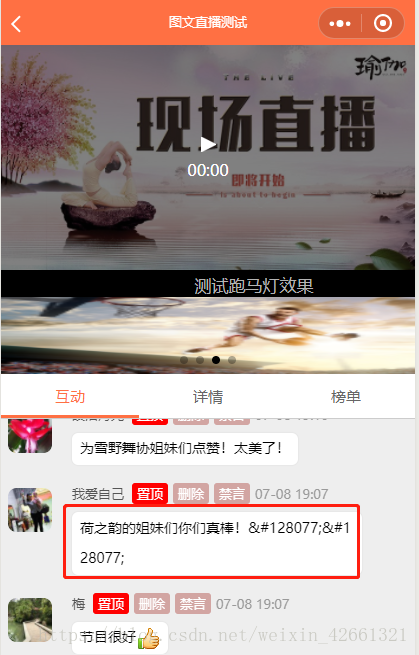 图文直播测试
瑜伽
THE LIVE
现场直播
00:00
即将开始
is about to begin
测试跑马灯效果
互动 详情 榜单
置顶 删除 禁言 07-08 19:07
为雪野舞协姐妹们点赞！太美了！
我爱自己 置顶 删除 禁言 07-08 19:07
荷之韵的姐妹们你们真棒！&#128077;&#1
28077;
梅 置顶 删除 禁言 07-08 19:07
节目很好
https://blog.csdn.net/weixin_42661321